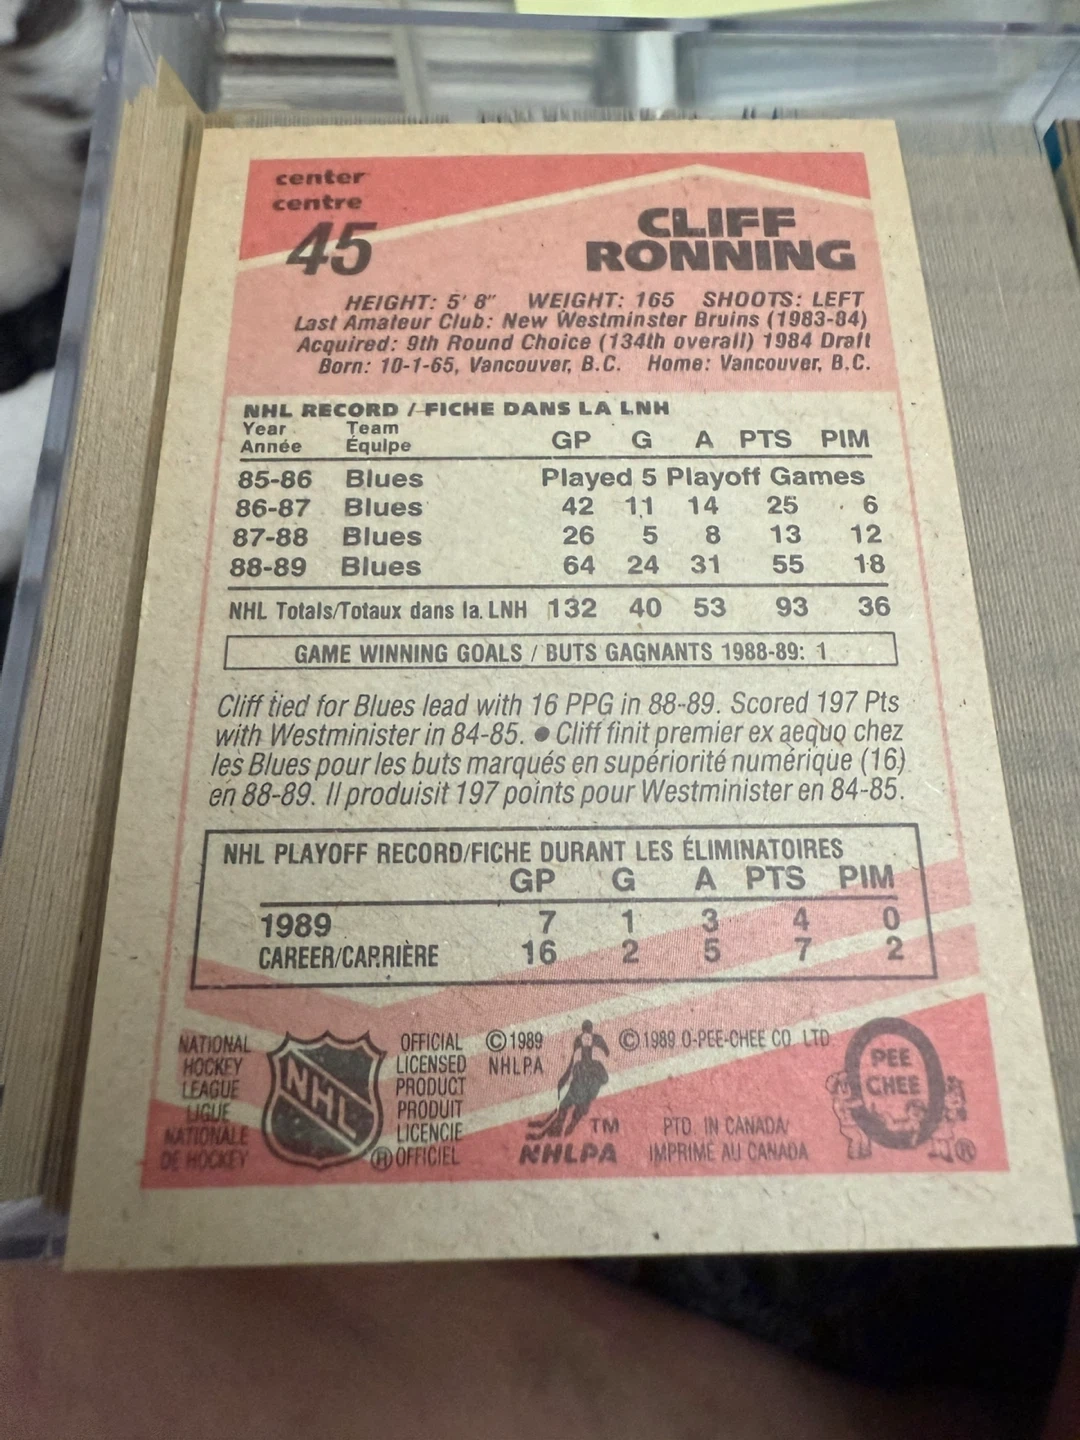 center
centre
45
CLIFF
RONNING
HEIGHT: 5' 8" WEIGHT: 165 SHOOTS: LEFT
Last Amateur Club: New Westminster Bruins (1983-84)
Acquired: 9th Round Choice (134th overall) 1984 Draft
Born: 10-1-65, Vancouver, B.C. Home: Vancouver, B.C.
NHL RECORD / FICHE DANS LA LNH
Year Team
Année Équipe GP G A PTS PIM
85-86 Blues Played 5 Playoff Games
86-87 Blues 42 11 14 25 6
87-88 Blues 26 5 8 13 12
88-89 Blues 64 24 31 55 18
NHL Totals/Totaux dans la LNH 132 40 53 93 36
GAME WINNING GOALS / BUTS GAGNANTS 1988-89: 1
Cliff tied for Blues lead with 16 PPG in 88-89. Scored 197 Pts
with Westminister in 84-85. ● Cliff finit premier ex aequo chez
les Blues pour les buts marqués en supériorité numérique (16)
en 88-89. Il produisit 197 points pour Westminister en 84-85.
NHL PLAYOFF RECORD/FICHE DURANT LES ÉLIMINATOIRES
GP G A PTS PIM
1989 7 1 3 4 0
CAREER/CARRIÈRE 16 2 5 7 2
NATIONAL
HOCKEY
LEAGUE
LIGUE
NATIONALE
DE HOCKEY
NHL
®
OFFICIAL
LICENSED
PRODUCT
PRODUIT
LICENCIE
OFFICIEL
©1989
NHLPA
TM
NHLPA
©1989 O-PEE-CHEE CO. LTD.
PTD. IN CANADA/
IMPRIMÉ AU CANADA
O
PEE
CHEE
®